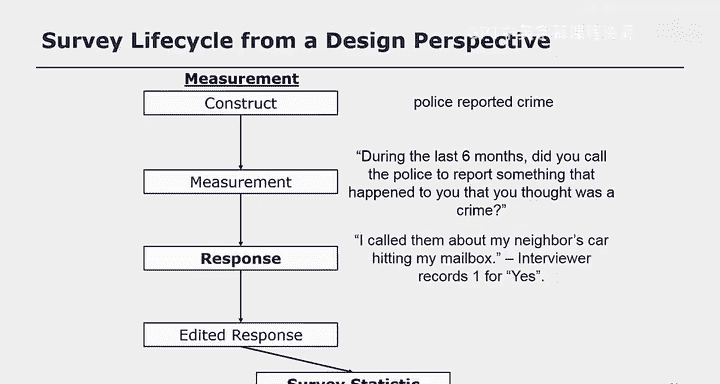 Survey Lifecycle from a Design Perspective
Measurement
Construct
police reported crime
Measurement
“During the last 6 months, did you call
the police to report something that
happened to you that you thought was a
crime?”
Response
“I called them about my neighbor’s car
hitting my mailbox.” – Interviewer
records 1 for “Yes”.
Edited Response
Survey Statistic